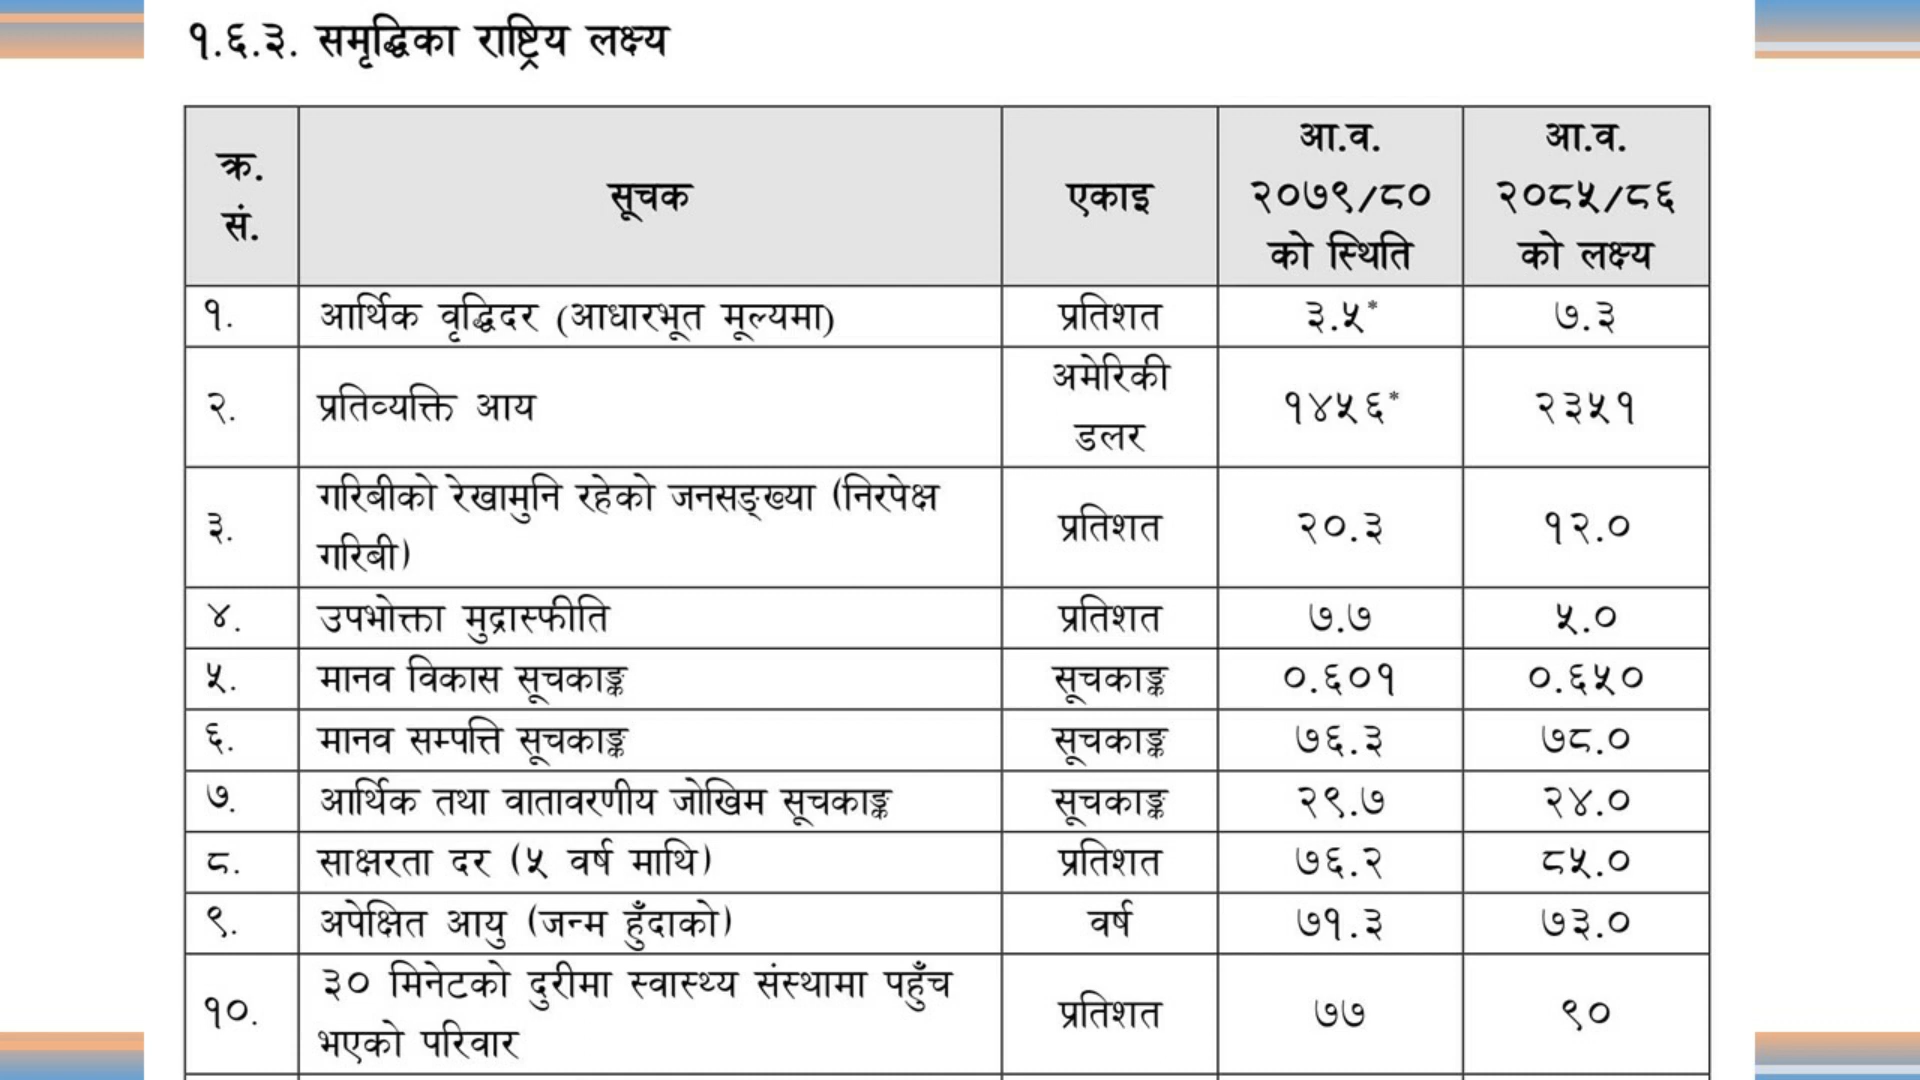 १.६.३. समृद्धिका राष्ट्रिय लक्ष्य
क्र. सं. सूचक एकाइ आ.व. २०७९/८० को स्थिति आ.व. २०८५/८६ को लक्ष्य
१. आर्थिक वृद्धिदर (आधारभूत मूल्यमा) प्रतिशत ३.५* ७.३
२. प्रतिव्यक्ति आय अमेरिकी डलर १४५६* २३५१
३. गरिबीको रेखामुनि रहेको जनसङ्ख्या (निरपेक्ष गरिबी) प्रतिशत २०.३ १२.०
४. उपभोक्ता मुद्रास्फीति प्रतिशत ७.७ ५.०
५. मानव विकास सूचकाङ्क सूचकाङ्क ०.६०१ ०.६५०
६. मानव सम्पत्ति सूचकाङ्क सूचकाङ्क ७६.३ ७८.०
७. आर्थिक तथा वातावरणीय जोखिम सूचकाङ्क सूचकाङ्क २९.७ २४.०
८. साक्षरता दर (५ वर्ष माथि) प्रतिशत ७६.२ ८५.०
९. अपेक्षित आयु (जन्म हुँदाको) वर्ष ७१.३ ७३.०
१०. ३० मिनेटको दुरीमा स्वास्थ्य संस्थामा पहुँच भएको परिवार प्रतिशत ७७ ९०